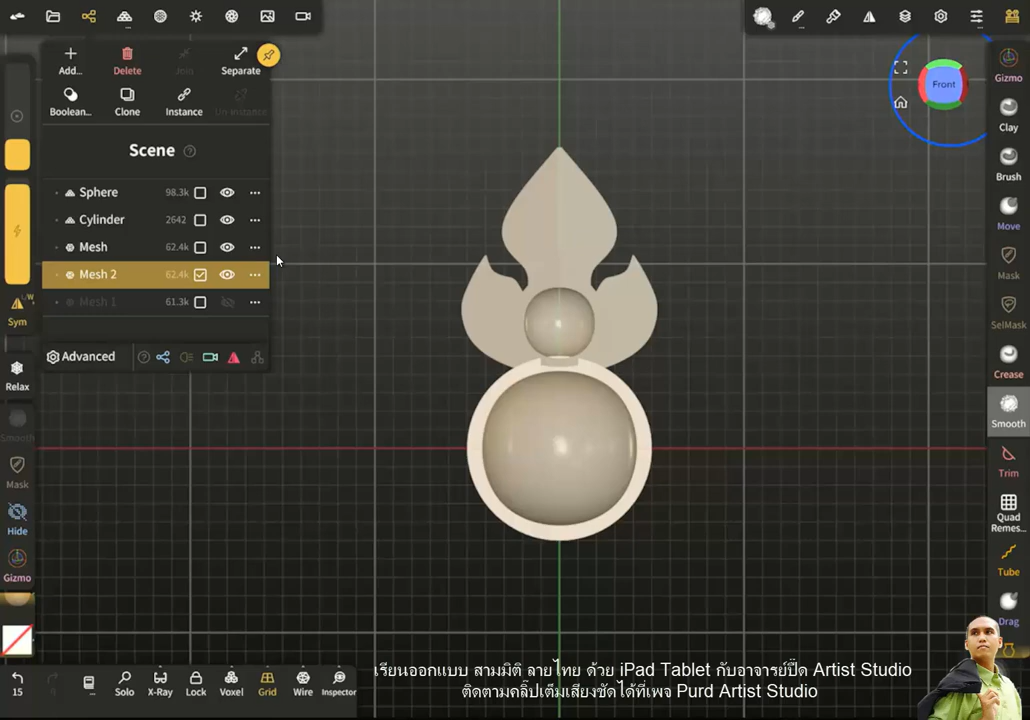 Add...
Delete
Join
Separate
Boolean...
Clone
Instance
Un-instance
Scene ?
Sphere 98.3k
Cylinder 2642
Mesh 62.4k
Mesh 2 62.4k
Mesh 1 61.3k
Advanced ?
Front
Gizmo
Clay
Brush
Move
Mask
SelMask
Crease
Smooth
Trim
Quad
Remes...
Tube
Drag
Sym
Relax
Smooth
Mask
Hide
Gizmo
15
0
Solo
X-Ray
Lock
Voxel
Grid
Wire
Inspector
เรียนออกแบบ สามมิติ ลายไทย ด้วย iPad Tablet กับอาจารย์ปื๊ด Artist Studio
ติดตามคลิ๊ปเต็มเสียงชัดได้ที่เพจ Purd Artist Studio